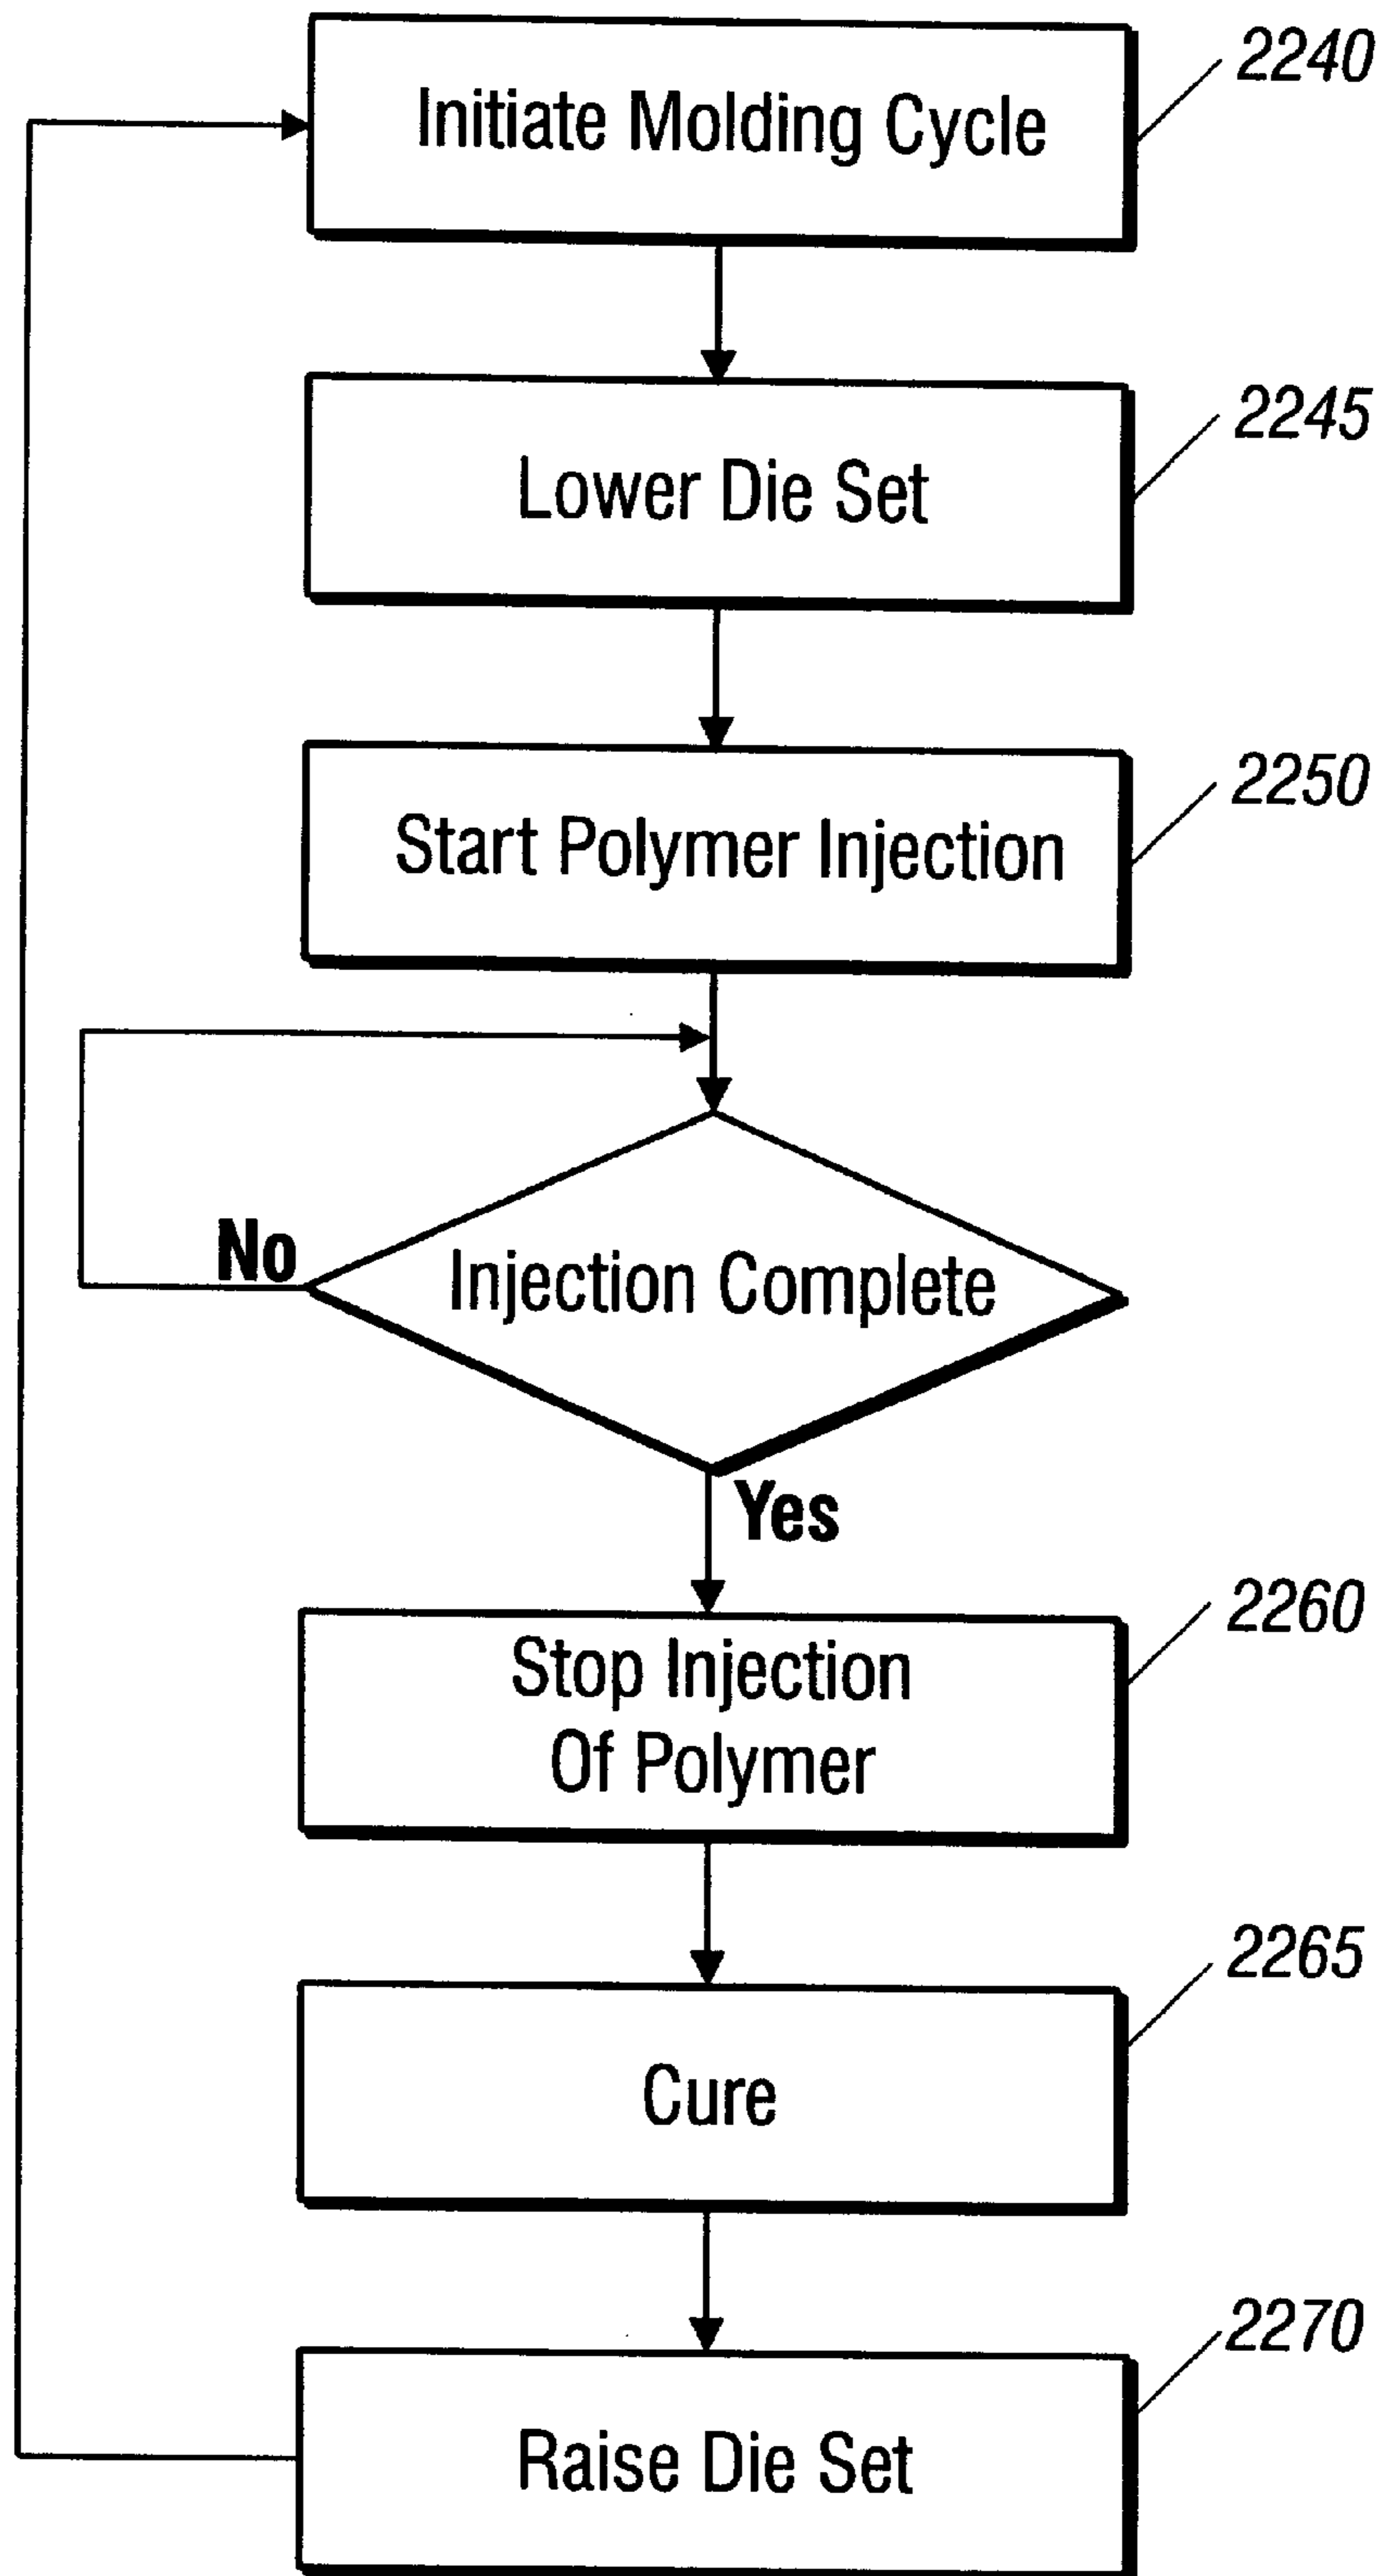 Initiate Molding Cycle
2240
Lower Die Set
2245
Start Polymer Injection
2250
Injection Complete
No
Yes
Stop Injection
Of Polymer
2260
Cure
2265
Raise Die Set
2270